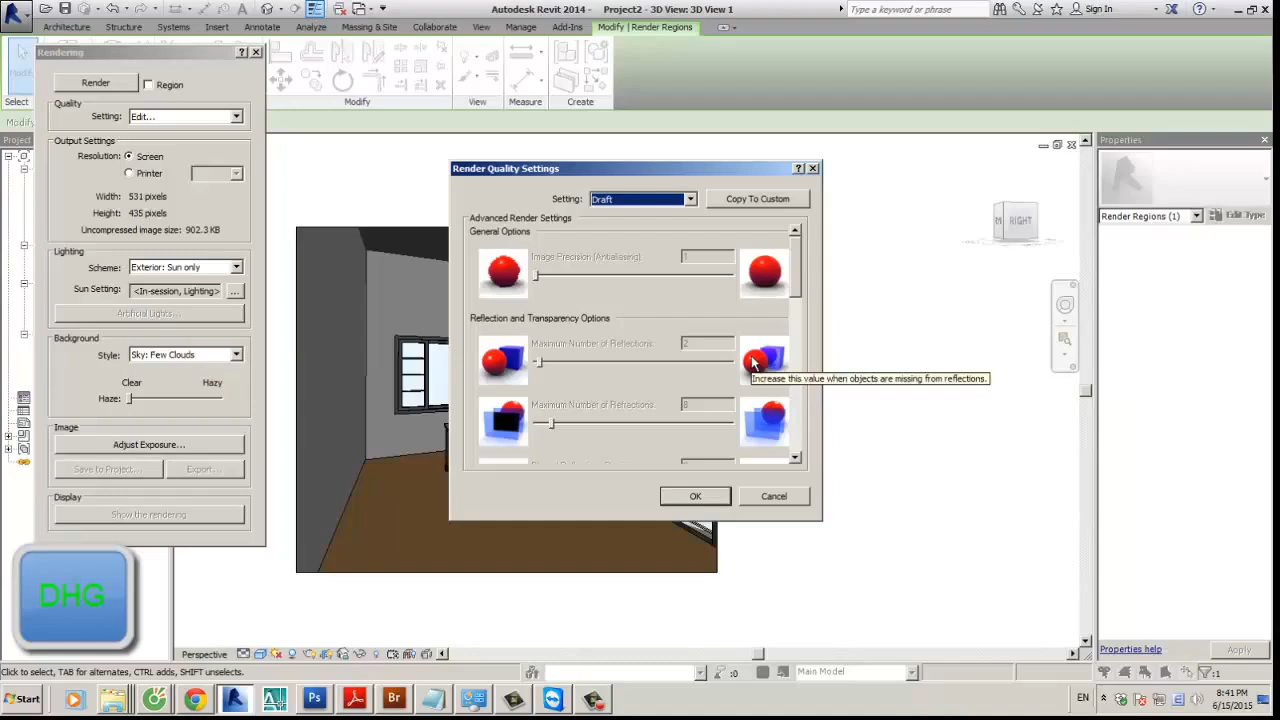 Autodesk Revit 2014 -    Project2 - 3D View: 3D View 1
Type a keyword or phrase
Sign In
Architecture
Structure
Systems
Insert
Annotate
Analyze
Massing & Site
Collaborate
View
Manage
Add-Ins
Modify | Render Regions
Select
Modify
View
Measure
Create
Rendering
Render
Region
Quality
Setting:
Edit...
Output Settings
Resolution:
Screen
Printer
Width:
531 pixels
Height:
435 pixels
Uncompressed image size:
902.3 KB
Lighting
Scheme:
Exterior: Sun only
Sun Setting:
<In-session, Lighting>
...
Artificial Lights...
Background
Style:
Sky: Few Clouds
Clear
Hazy
Haze:
Image
Adjust Exposure...
Save to Project...
Export...
Display
Show the rendering
Render Quality Settings
Setting:
Draft
Copy To Custom
Advanced Render Settings
General Options
Image Precision (Antialiasing):
1
Reflection and Transparency Options
Maximum Number of Reflections:
2
Increase this value when objects are missing from reflections.
Maximum Number of Refractions:
8
OK
Cancel
RIGHT
Properties
Render Regions (1)
Edit Type
Properties help
Apply
DHG
Perspective
Click to select, TAB for alternates, CTRL adds, SHIFT unselects.
:0
Main Model
:1
Start
Ps
Br
EN
8:41 PM
6/15/2015